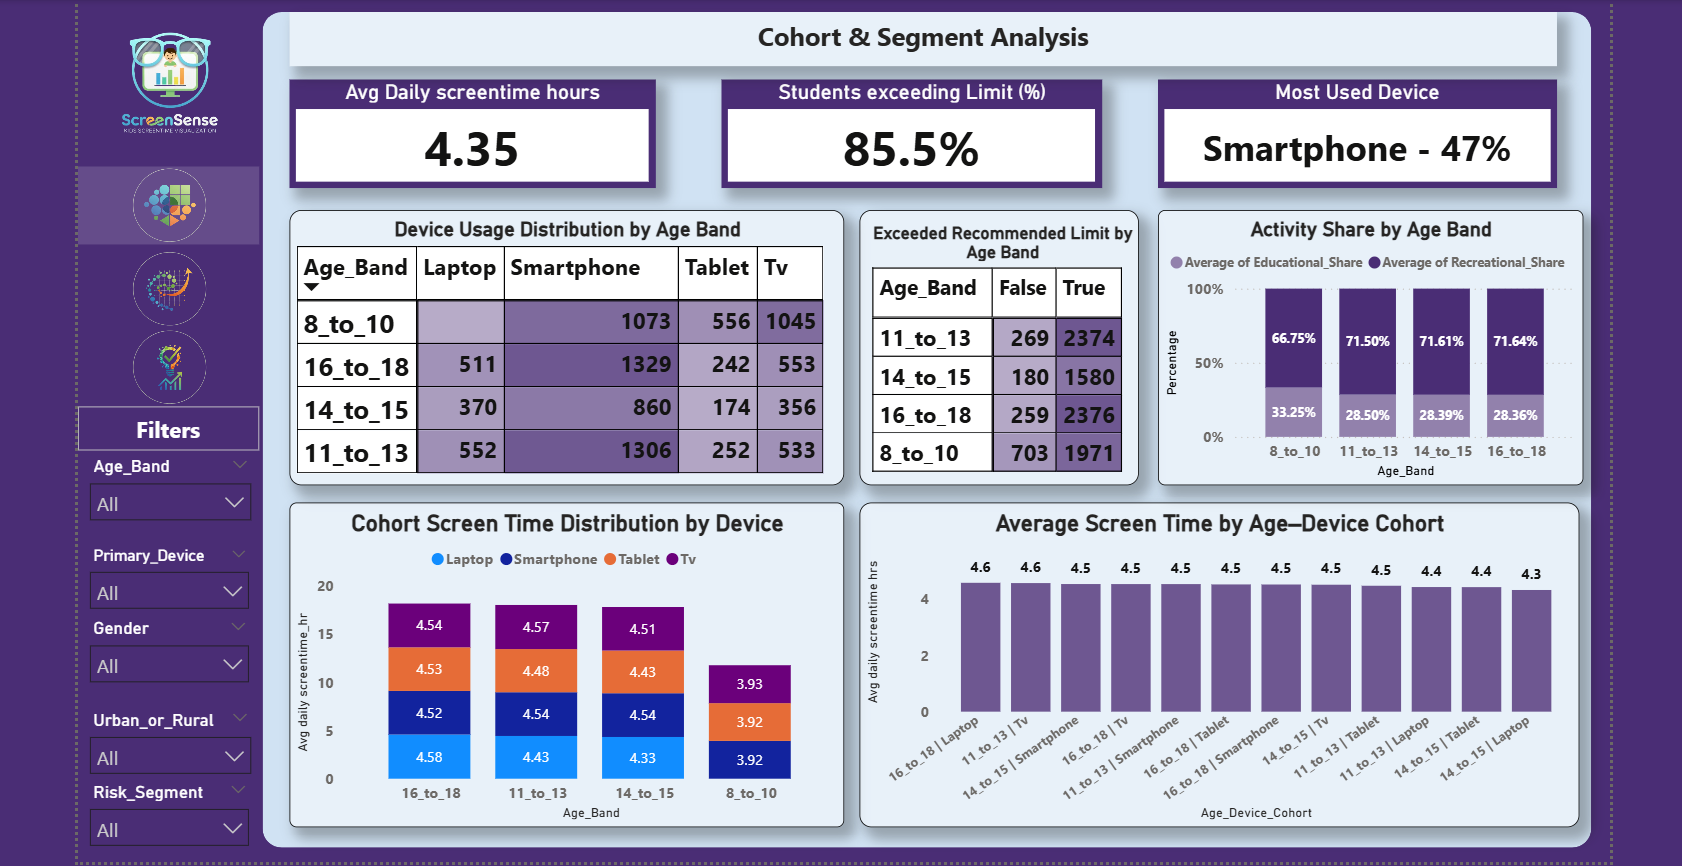 Cohort & Segment Analysis
ScreenSense
KIDS SCREENTIME VISUALIZATION
Avg Daily screentime hours
4.35
Students exceeding Limit (%)
85.5%
Most Used Device
Smartphone - 47%
Filters
Age_Band
All
Primary_Device
All
Gender
All
Urban_or_Rural
All
Risk_Segment
All
Device Usage Distribution by Age Band
Age_Band Laptop Smartphone Tablet Tv
8_to_10 1073 556 1045
16_to_18 511 1329 242 553
14_to_15 370 860 174 356
11_to_13 552 1306 252 533
Exceeded Recommended Limit by
Age Band
Age_Band False True
11_to_13 269 2374
14_to_15 180 1580
16_to_18 259 2376
8_to_10 703 1971
Activity Share by Age Band
Average of Educational_Share Average of Recreational_Share
Percentage
100%
50%
0%
66.75% 71.50% 71.61% 71.64%
33.25% 28.50% 28.39% 28.36%
8_to_10 11_to_13 14_to_15 16_to_18
Age_Band
Cohort Screen Time Distribution by Device
Laptop Smartphone Tablet Tv
Avg daily screentime_hr
20
15
10
5
0
4.54 4.57 4.51 3.93
4.53 4.48 4.43 3.92
4.52 4.54 4.54 3.92
4.58 4.43 4.33
16_to_18 11_to_13 14_to_15 8_to_10
Age_Band
Average Screen Time by Age–Device Cohort
Avg daily screentime hrs
4
2
0
4.6 4.6 4.5 4.5 4.5 4.5 4.5 4.5 4.5 4.4 4.4 4.3
16_to_18 | Laptop
11_to_13 | Tv
14_to_15 | Smartphone
16_to_18 | Tv
11_to_13 | Smartphone
16_to_18 | Tablet
16_to_18 | Smartphone
14_to_15 | Tv
11_to_13 | Tablet
11_to_13 | Laptop
14_to_15 | Tablet
14_to_15 | Laptop
Age_Device_Cohort